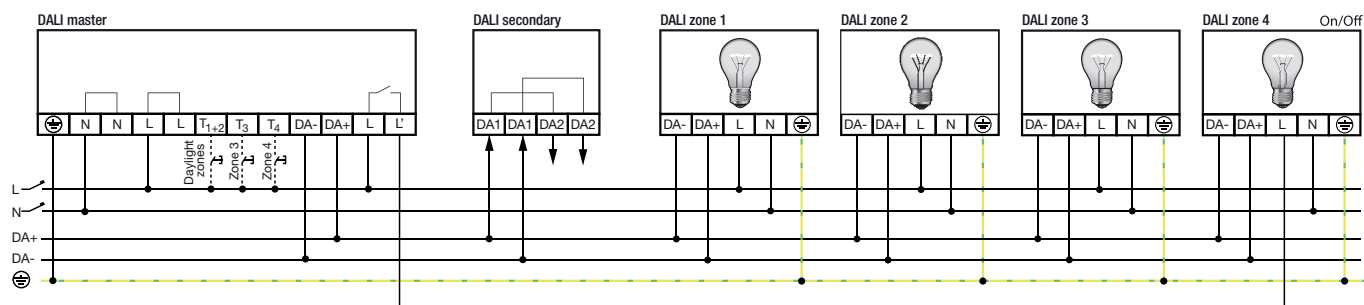 DALI master DALI secondary DALI zone 1 DALI zone 2 DALI zone 3 DALI zone 4 On/Off
N N L L T1+2 T3 T4 DA- DA+ L L' DA1 DA1 DA2 DA2 DA- DA+ L N DA- DA+ L N DA- DA+ L N DA- DA+ L N
Daylight
zones
Zone 3
Zone 4
L
N
DA+
DA-